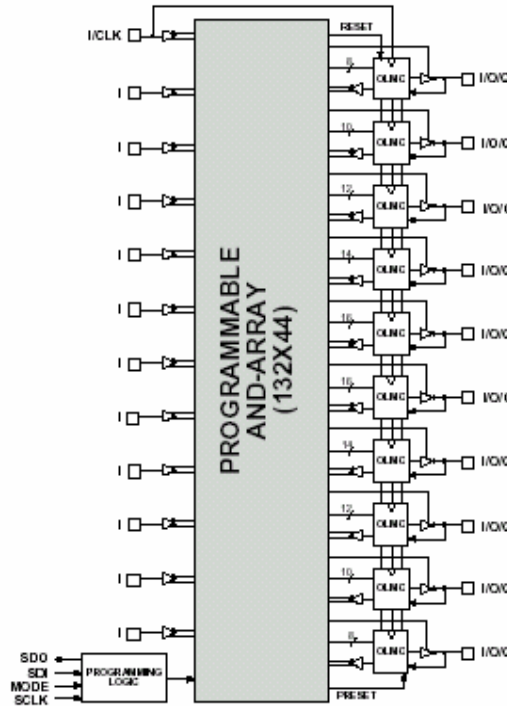 I/CLK
I
I
I
I
I
I
I
I
I
I
I
SDO
SDI
MODE
SCLK
PROGRAMMING
LOGIC
PROGRAMMABLE
AND-ARRAY
(132X44)
RESET
8
OLMC
I/O/Q
10
OLMC
I/O/Q
12
OLMC
I/O/Q
14
OLMC
I/O/Q
16
OLMC
I/O/Q
16
OLMC
I/O/Q
14
OLMC
I/O/Q
12
OLMC
I/O/Q
10
OLMC
I/O/Q
8
OLMC
I/O/Q
PRESET